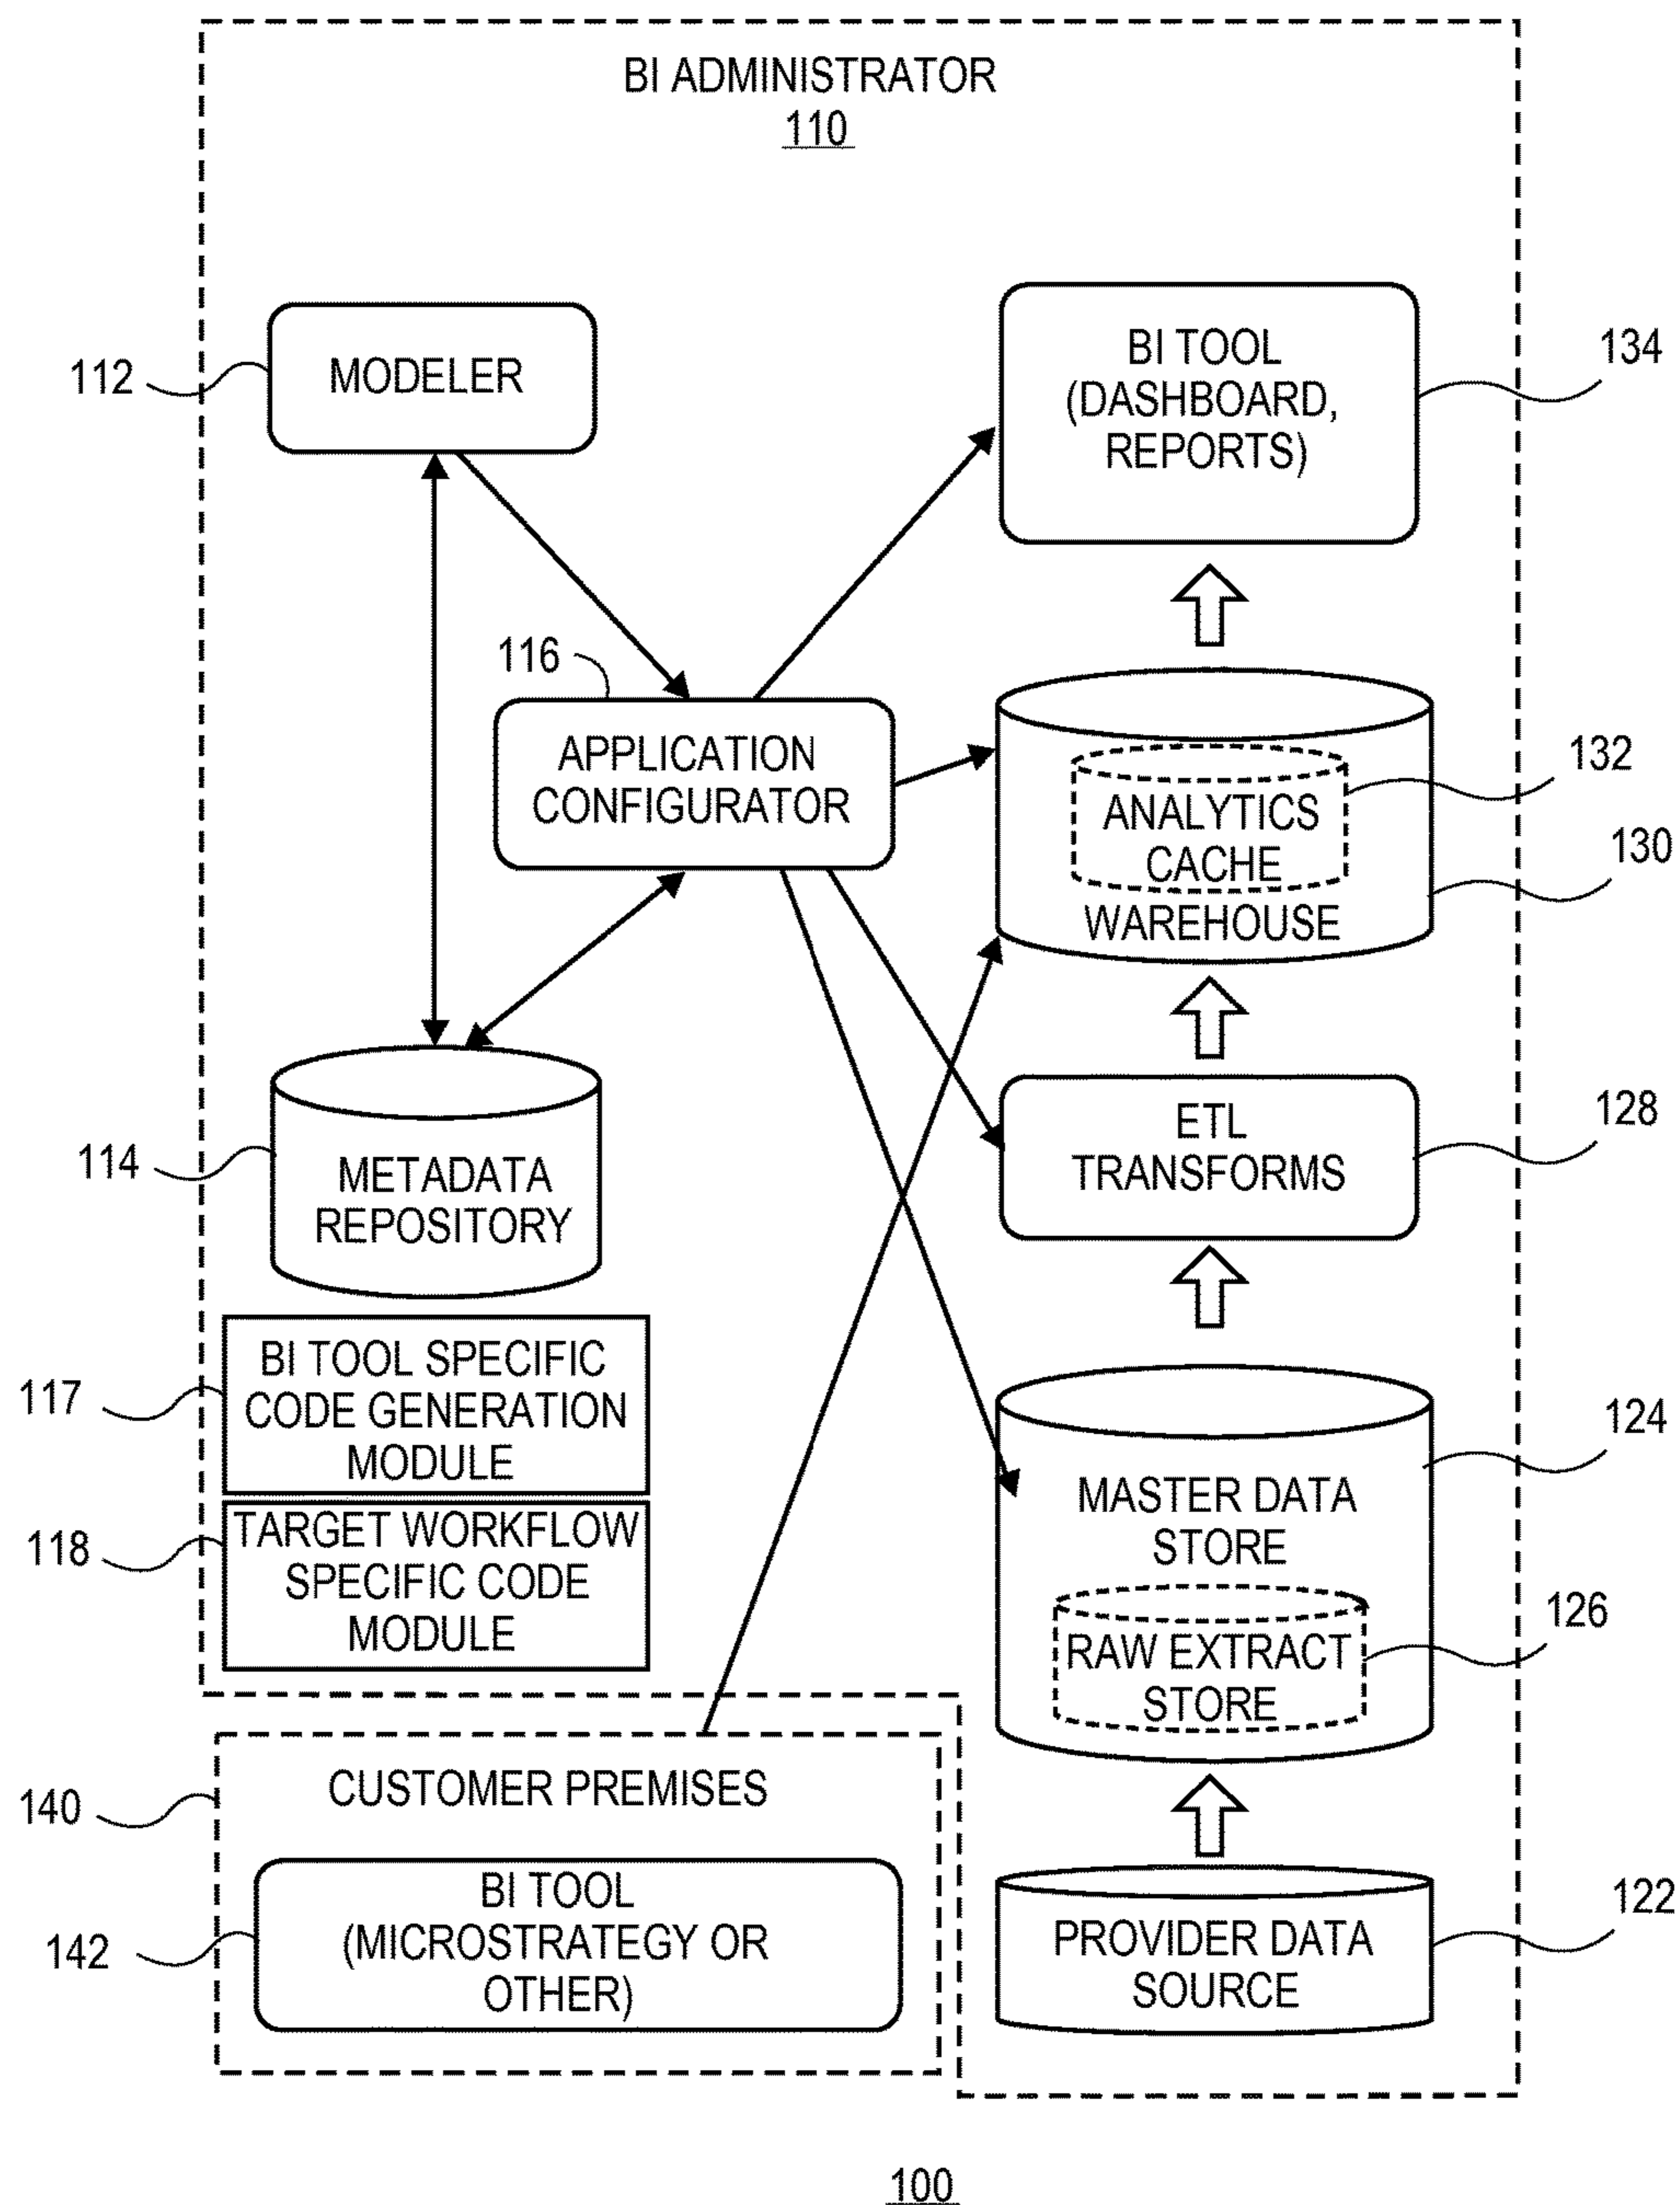 BI ADMINISTRATOR
110
112
MODELER
BI TOOL
(DASHBOARD,
REPORTS)
134
116
APPLICATION
CONFIGURATOR
ANALYTICS
CACHE
132
WAREHOUSE
130
114
METADATA
REPOSITORY
ETL
TRANSFORMS
128
117
BI TOOL SPECIFIC
CODE GENERATION
MODULE
118
TARGET WORKFLOW
SPECIFIC CODE
MODULE
MASTER DATA
STORE
124
RAW EXTRACT
STORE
126
140
CUSTOMER PREMISES
142
BI TOOL
(MICROSTRATEGY OR
OTHER)
PROVIDER DATA
SOURCE
122
100